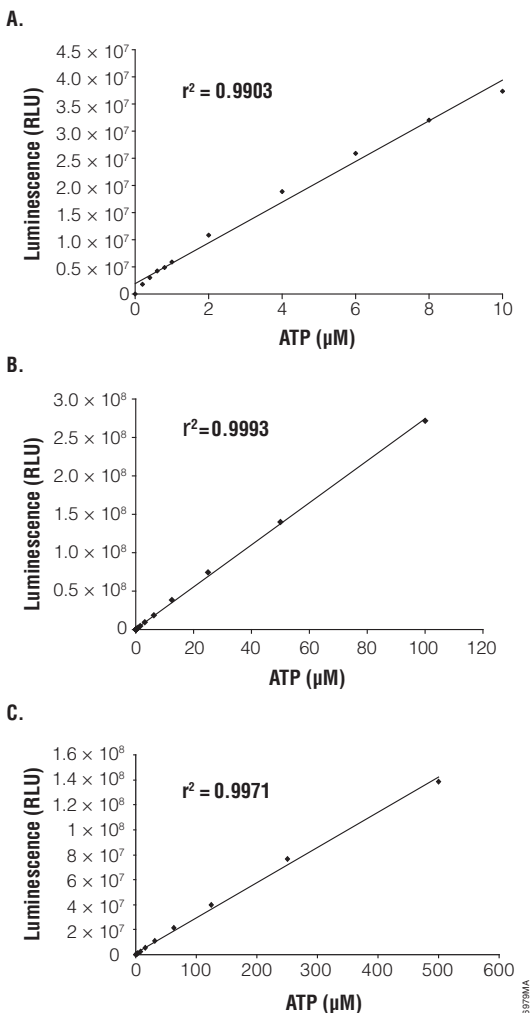 A.
4.5 × 10⁷
4.0 × 10⁷
3.5 × 10⁷
3.0 × 10⁷
2.5 × 10⁷
2.0 × 10⁷
1.5 × 10⁷
1.0 × 10⁷
0.5 × 10⁷
0
Luminescence (RLU)
r² = 0.9903
0 2 4 6 8 10
ATP (µM)
B.
3.0 × 10⁸
2.5 × 10⁸
2.0 × 10⁸
1.5 × 10⁸
1.0 × 10⁸
0.5 × 10⁸
0
Luminescence (RLU)
r²=0.9993
0 20 40 60 80 100 120
ATP (µM)
C.
1.6 × 10⁸
1.4 × 10⁸
1.2 × 10⁸
1 × 10⁸
8 × 10⁷
6 × 10⁷
4 × 10⁷
2 × 10⁷
0
Luminescence (RLU)
r² = 0.9971
0 100 200 300 400 500 600
ATP (µM)